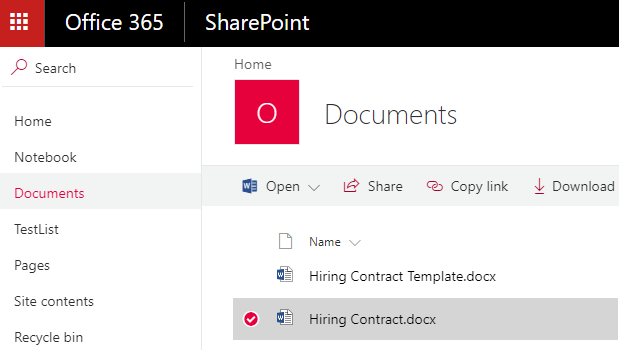 Office 365 SharePoint
Search
Home
Notebook
Documents
TestList
Pages
Site contents
Recycle bin
Home
O
Documents
Open Share Copy link Download
Name
Hiring Contract Template.docx
Hiring Contract.docx